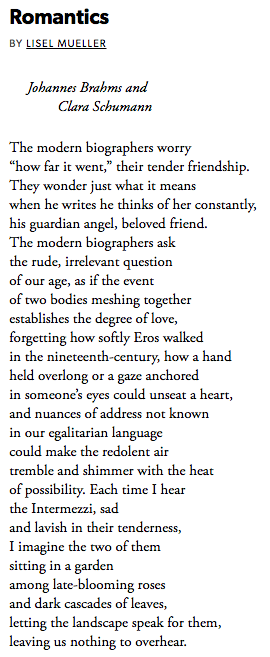 Romantics
BY LISEL MUELLER
Johannes Brahms and
Clara Schumann
The modern biographers worry
“how far it went,” their tender friendship.
They wonder just what it means
when he writes he thinks of her constantly,
his guardian angel, beloved friend.
The modern biographers ask
the rude, irrelevant question
of our age, as if the event
of two bodies meshing together
establishes the degree of love,
forgetting how softly Eros walked
in the nineteenth-century, how a hand
held overlong or a gaze anchored
in someone’s eyes could unseat a heart,
and nuances of address not known
in our egalitarian language
could make the redolent air
tremble and shimmer with the heat
of possibility. Each time I hear
the Intermezzi, sad
and lavish in their tenderness,
I imagine the two of them
sitting in a garden
among late-blooming roses
and dark cascades of leaves,
letting the landscape speak for them,
leaving us nothing to overhear.